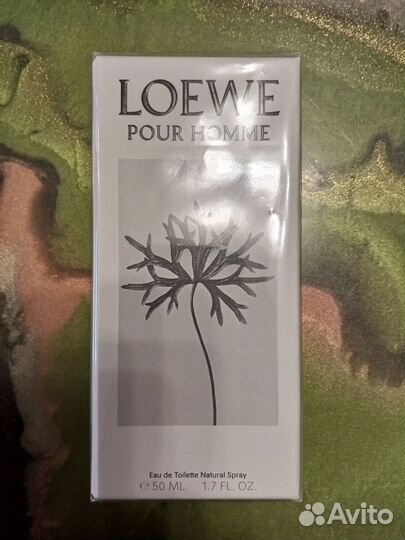 LOEWE
POUR HOMME
Eau de Toilette Natural Spray
℮ 50 ML. 1.7 FL. OZ.
Avito